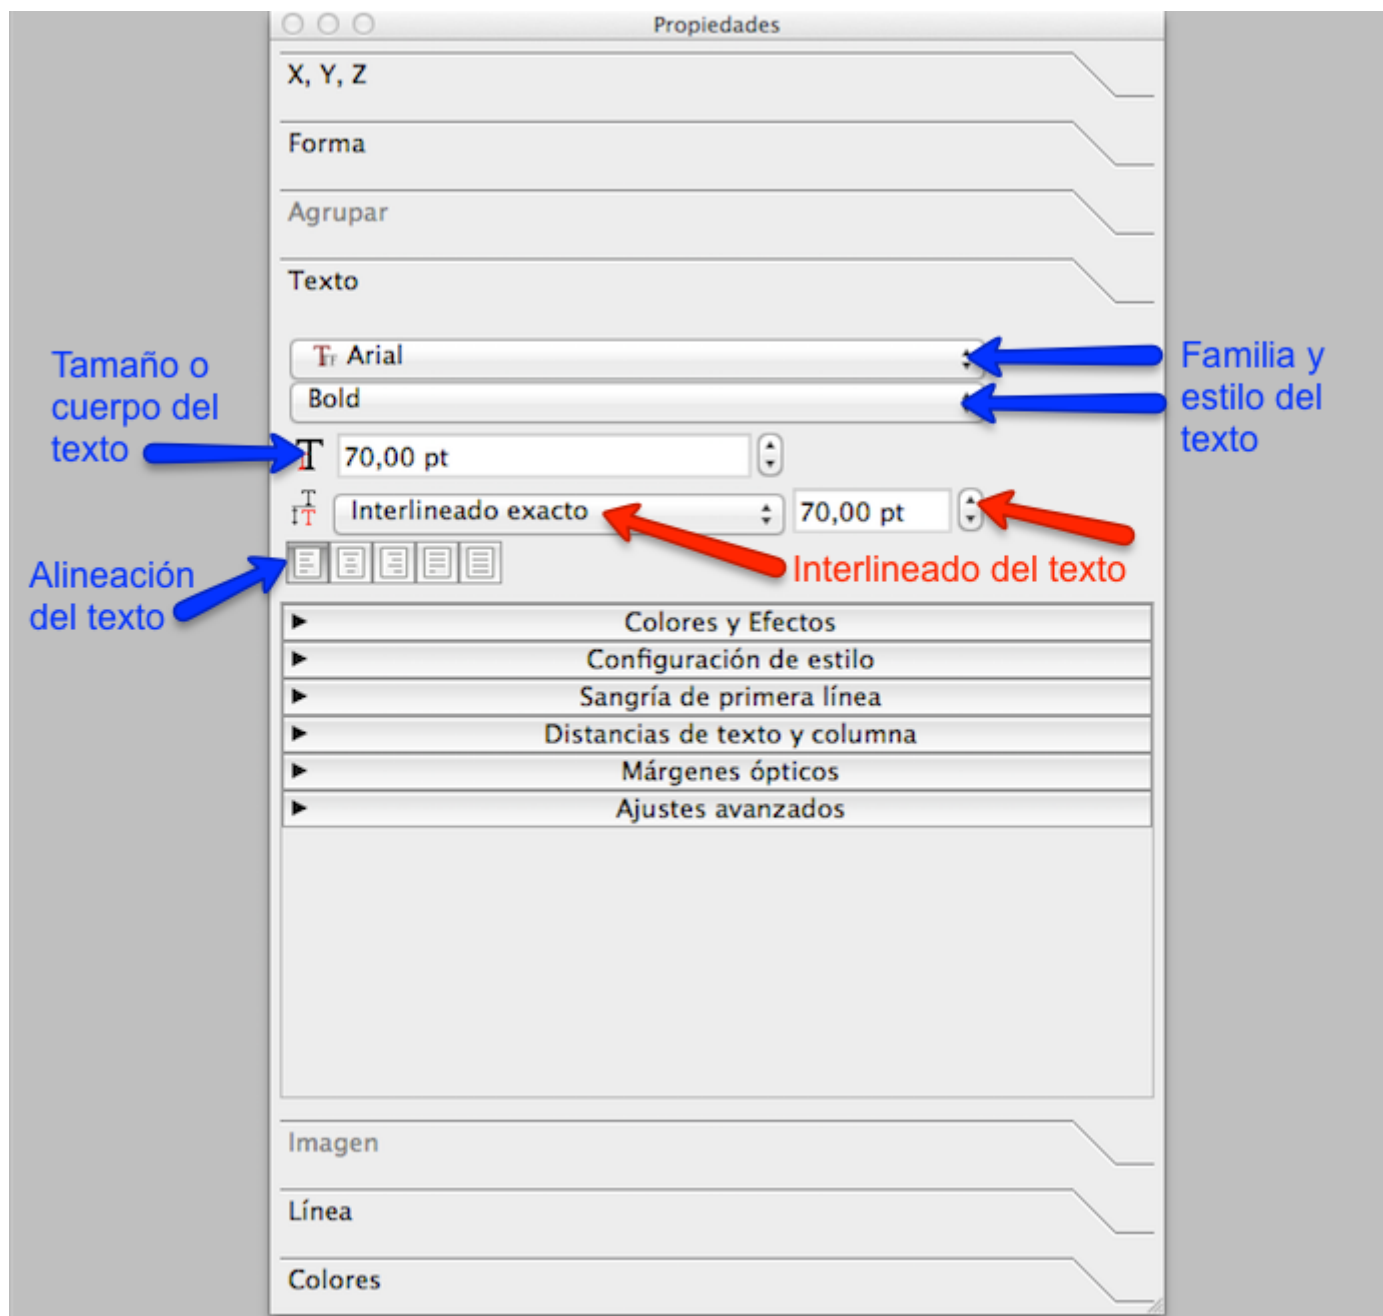 Propiedades
X, Y, Z
Forma
Agrupar
Texto
Arial
Bold
Tamaño o
cuerpo del
texto
Familia y
estilo del
texto
70,00 pt
Interlineado exacto
70,00 pt
Interlineado del texto
Alineación
del texto
Colores y Efectos
Configuración de estilo
Sangría de primera línea
Distancias de texto y columna
Márgenes ópticos
Ajustes avanzados
Imagen
Línea
Colores